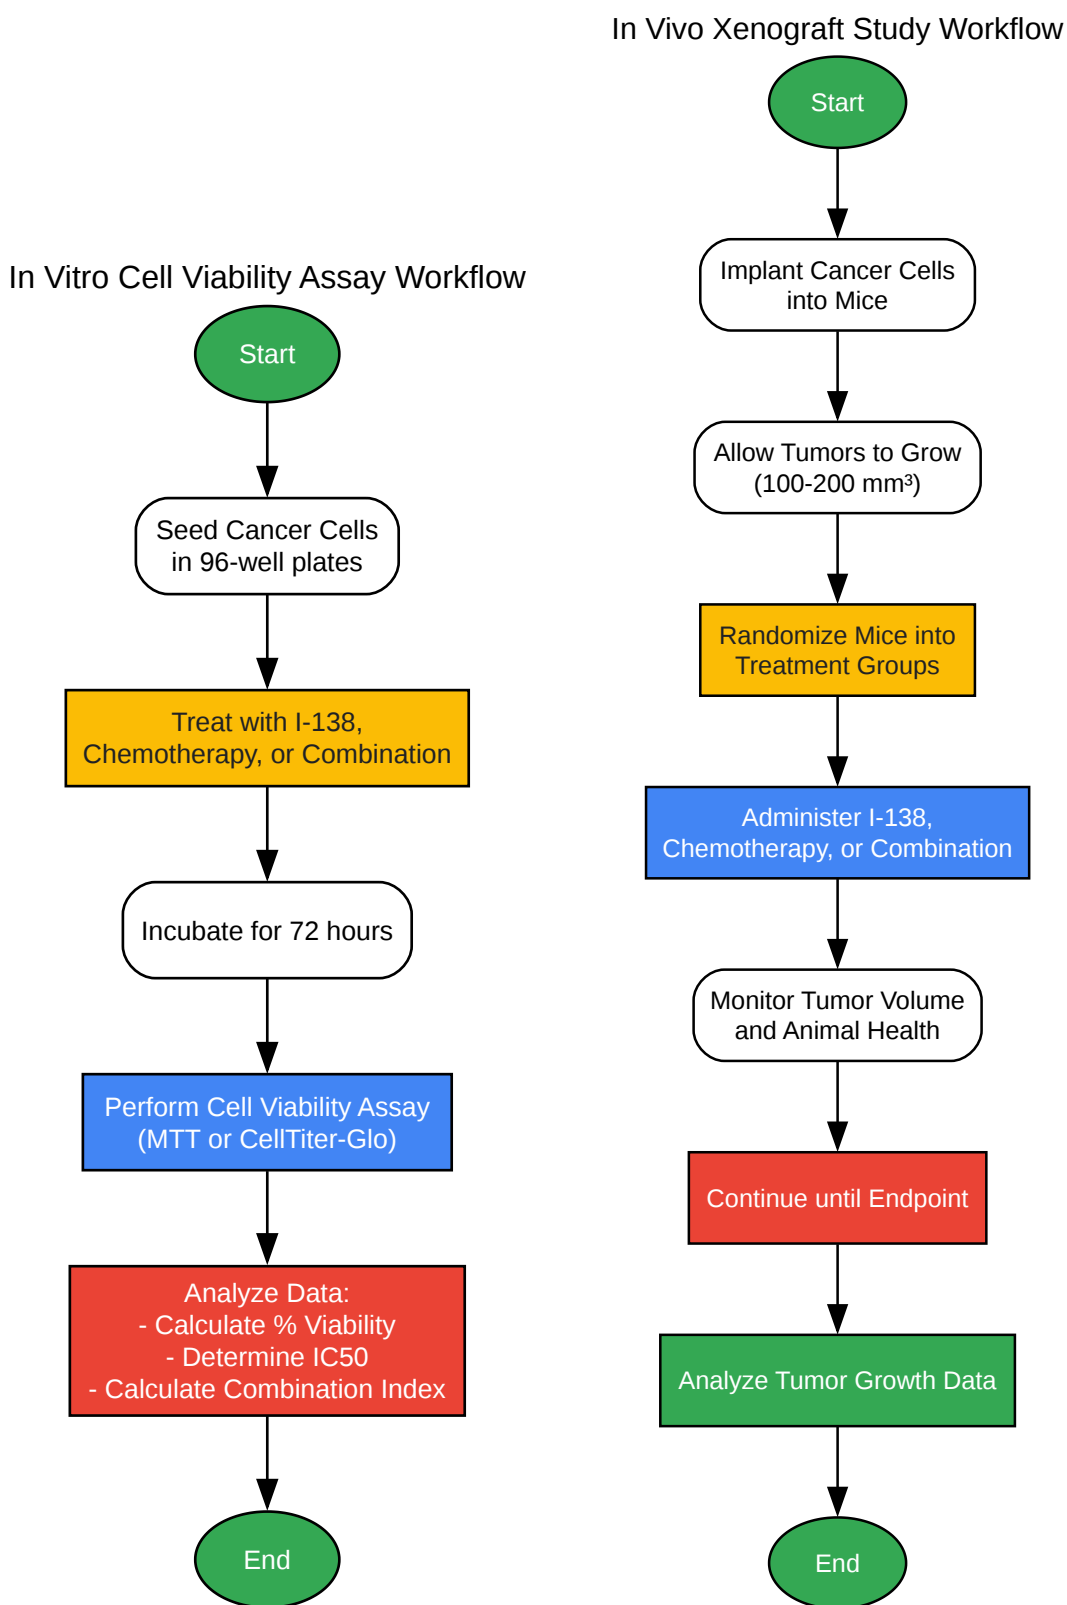 In Vitro Cell Viability Assay Workflow
Start
Seed Cancer Cells
in 96-well plates
Treat with I-138,
Chemotherapy, or Combination
Incubate for 72 hours
Perform Cell Viability Assay
(MTT or CellTiter-Glo)
Analyze Data:
- Calculate % Viability
- Determine IC50
- Calculate Combination Index
End
In Vivo Xenograft Study Workflow
Start
Implant Cancer Cells
into Mice
Allow Tumors to Grow
(100-200 mm³)
Randomize Mice into
Treatment Groups
Administer I-138,
Chemotherapy, or Combination
Monitor Tumor Volume
and Animal Health
Continue until Endpoint
Analyze Tumor Growth Data
End